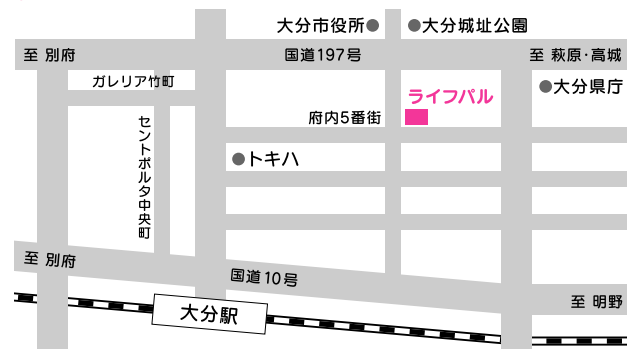 大分市役所
大分城址公園
至 別府
国道197号
至 萩原・高城
ガレリア竹町
ライフパル
大分県庁
府内5番街
セントポルタ中央町
トキハ
至 別府
国道10号
至 明野
大分駅